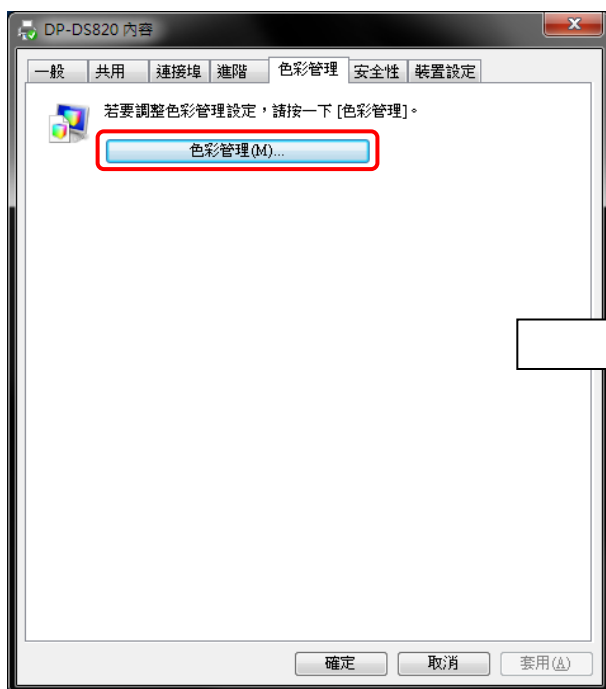 DP-DS820 內容
一般 共用 連接埠 進階 色彩管理 安全性 裝置設定
若要調整色彩管理設定，請按一下 [色彩管理]。
色彩管理(M)...
確定 取消 套用(A)